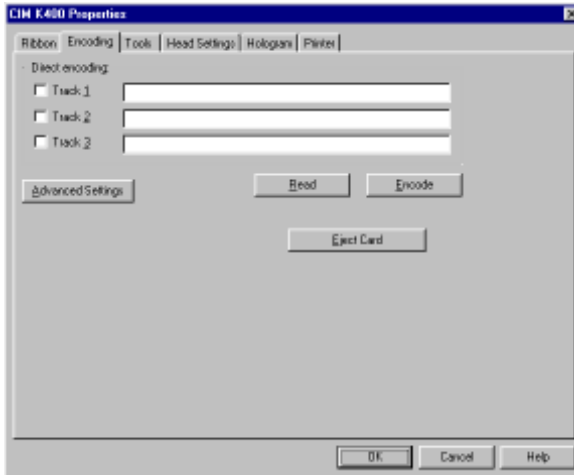 CIM K400 Properties
Ribbon Encoding Tools Head Settings Hologram Printer
Direct encoding:
Track 1
Track 2
Track 3
Advanced Settings Read Encode
Eject Card
OK Cancel Help